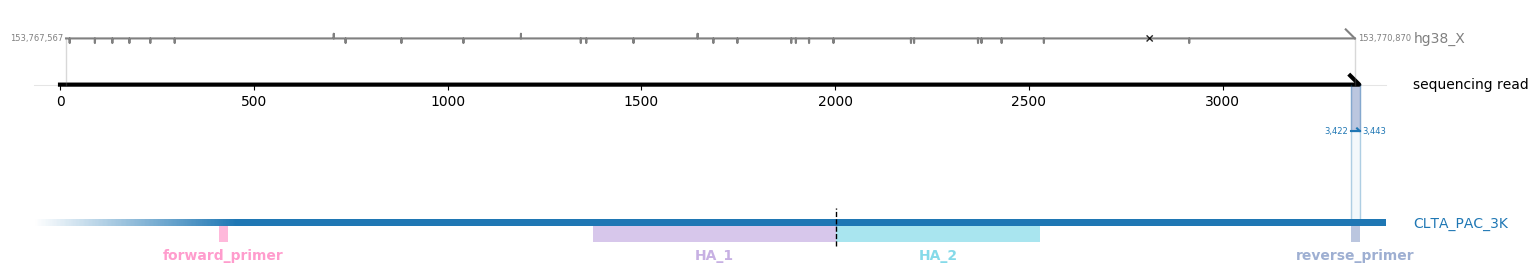 153,767,567 153,770,870 hg38_X
sequencing read
0 500 1000 1500 2000 2500 3000
3,422 3,443
CLTA_PAC_3K
forward_primer HA_1 HA_2 reverse_primer